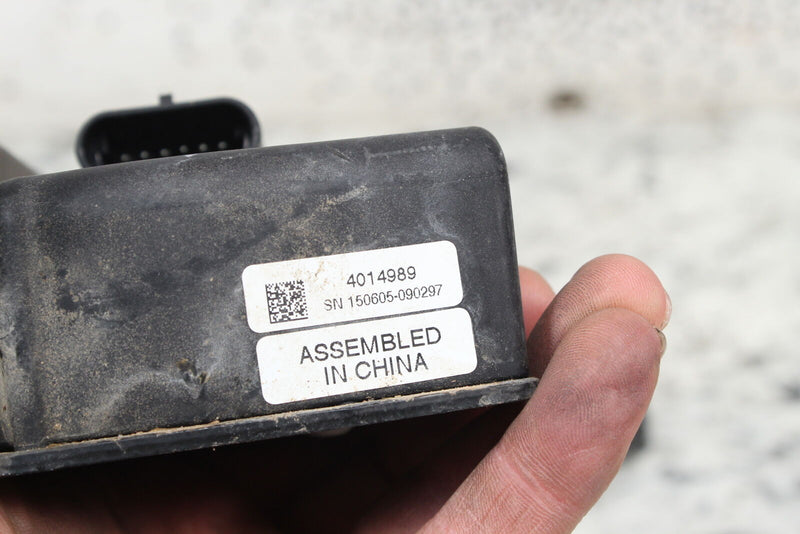 4014989
SN 150605-090297
ASSEMBLED
IN CHINA